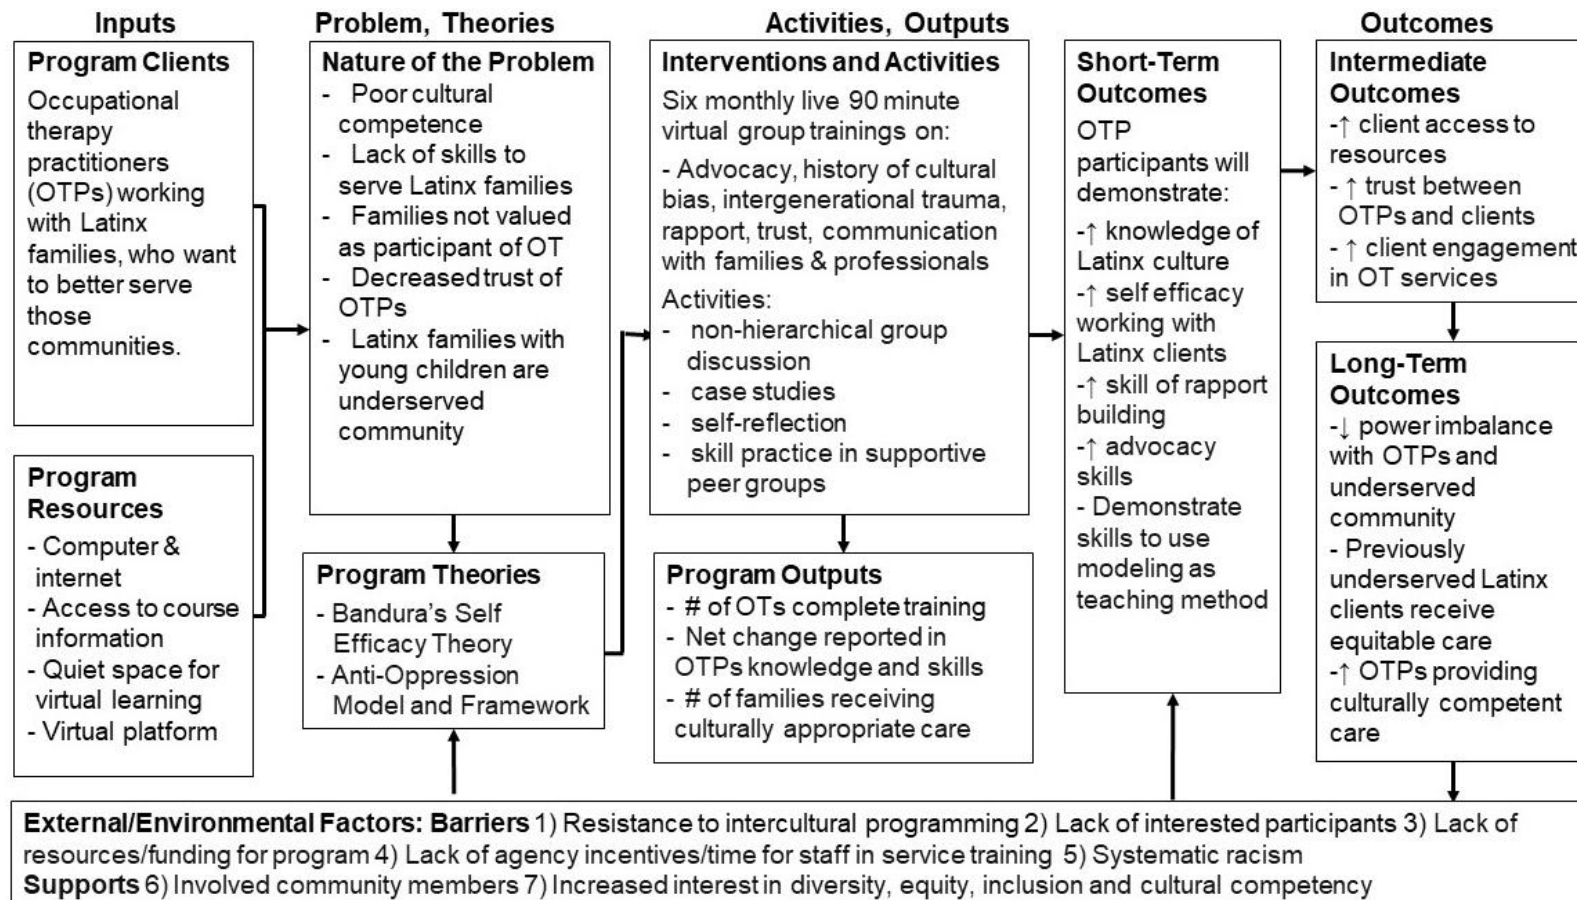 Inputs
Problem, Theories
Activities, Outputs
Outcomes
Program Clients
Occupational
therapy
practitioners
(OTPs) working
with Latinx
families, who want
to better serve
those
communities.
Program
Resources
- Computer &
internet
- Access to course
information
- Quiet space for
virtual learning
- Virtual platform
Nature of the Problem
- Poor cultural
competence
- Lack of skills to
serve Latinx families
- Families not valued
as participant of OT
- Decreased trust of
OTPs
- Latinx families with
young children are
underserved
community
Program Theories
- Bandura's Self
Efficacy Theory
- Anti-Oppression
Model and Framework
Interventions and Activities
Six monthly live 90 minute
virtual group trainings on:
- Advocacy, history of cultural
bias, intergenerational trauma,
rapport, trust, communication
with families & professionals
Activities:
- non-hierarchical group
discussion
- case studies
- self-reflection
- skill practice in supportive
peer groups
Program Outputs
- # of OTs complete training
- Net change reported in
OTPs knowledge and skills
- # of families receiving
culturally appropriate care
Short-Term
Outcomes
OTP
participants will
demonstrate:
-↑ knowledge of
Latinx culture
-↑ self efficacy
working with
Latinx clients
-↑ skill of rapport
building
-↑ advocacy
skills
- Demonstrate
skills to use
modeling as
teaching method
Intermediate
Outcomes
-↑ client access to
resources
- ↑ trust between
OTPs and clients
- ↑ client engagement
in OT services
Long-Term
Outcomes
-↓ power imbalance
with OTPs and
underserved
community
- Previously
underserved Latinx
clients receive
equitable care
-↑ OTPs providing
culturally competent
care
External/Environmental Factors: Barriers 1) Resistance to intercultural programming 2) Lack of interested participants 3) Lack of
resources/funding for program 4) Lack of agency incentives/time for staff in service training 5) Systematic racism
Supports 6) Involved community members 7) Increased interest in diversity, equity, inclusion and cultural competency